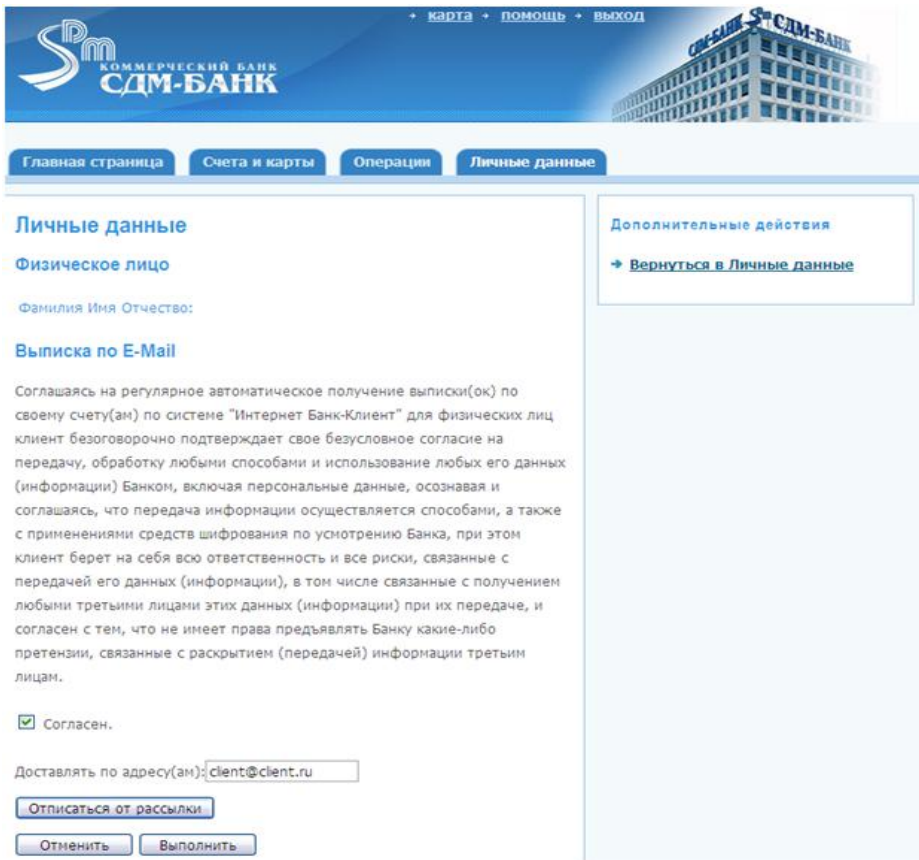 карта помощь выход
SDM
КОММЕРЧЕСКИЙ БАНК
СДМ-БАНК
СДМ-БАНК СДМ-БАНК
Главная страница Счета и карты Операции Личные данные
Личные данные
Физическое лицо
Фамилия Имя Отчество:
Выписка по E-Mail
Соглашаясь на регулярное автоматическое получение выписки(ок) по
своему счету(ам) по системе "Интернет Банк-Клиент" для физических лиц
клиент безоговорочно подтверждает свое безусловное согласие на
передачу, обработку любыми способами и использование любых его данных
(информации) Банком, включая персональные данные, осознавая и
соглашаясь, что передача информации осуществляется способами, а также
с применениями средств шифрования по усмотрению Банка, при этом
клиент берет на себя всю ответственность и все риски, связанные с
передачей его данных (информации), в том числе связанные с получением
любыми третьими лицами этих данных (информации) при их передаче, и
согласен с тем, что не имеет права предъявлять Банку какие-либо
претензии, связанные с раскрытием (передачей) информации третьим
лицам.
Согласен.
Доставлять по адресу(ам): client@client.ru
Отписаться от рассылки
Отменить Выполнить
Дополнительные действия
Вернуться в Личные данные